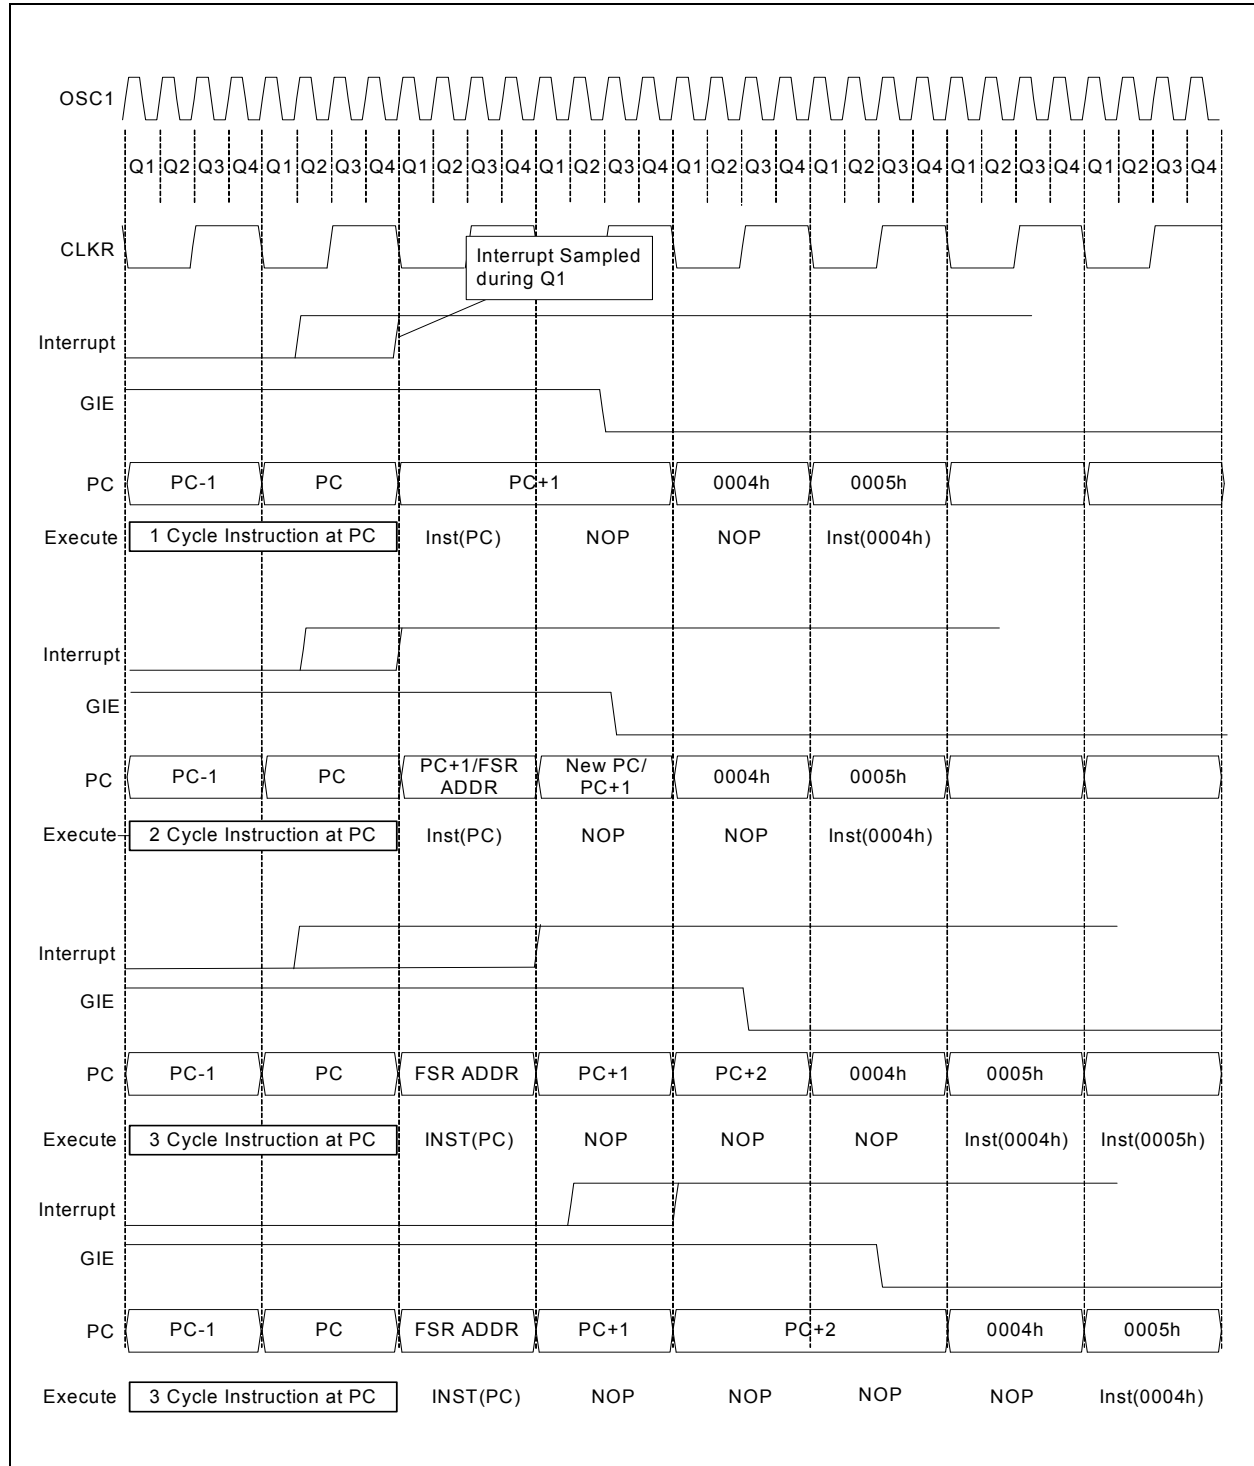 OSC1
Q1 Q2 Q3 Q4 Q1 Q2 Q3 Q4 Q1 Q2 Q3 Q4 Q1 Q2 Q3 Q4 Q1 Q2 Q3 Q4 Q1 Q2 Q3 Q4 Q1 Q2 Q3 Q4 Q1 Q2 Q3 Q4
CLKR
Interrupt Sampled
during Q1
Interrupt
GIE
PC PC-1 PC PC+1 0004h 0005h
Execute 1 Cycle Instruction at PC Inst(PC) NOP NOP Inst(0004h)
Interrupt
GIE
PC PC-1 PC PC+1/FSR ADDR New PC/ PC+1 0004h 0005h
Execute 2 Cycle Instruction at PC Inst(PC) NOP NOP Inst(0004h)
Interrupt
GIE
PC PC-1 PC FSR ADDR PC+1 PC+2 0004h 0005h
Execute 3 Cycle Instruction at PC INST(PC) NOP NOP NOP Inst(0004h) Inst(0005h)
Interrupt
GIE
PC PC-1 PC FSR ADDR PC+1 PC+2 0004h 0005h
Execute 3 Cycle Instruction at PC INST(PC) NOP NOP NOP NOP Inst(0004h)